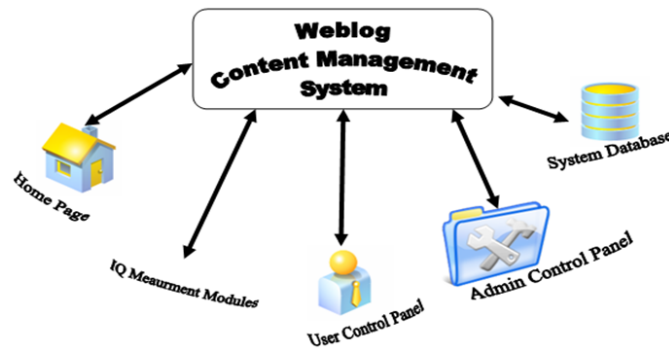 Weblog
Content Management
System
Home Page
IQ Meaurment Modules
User Control Panel
Admin Control Panel
System Database